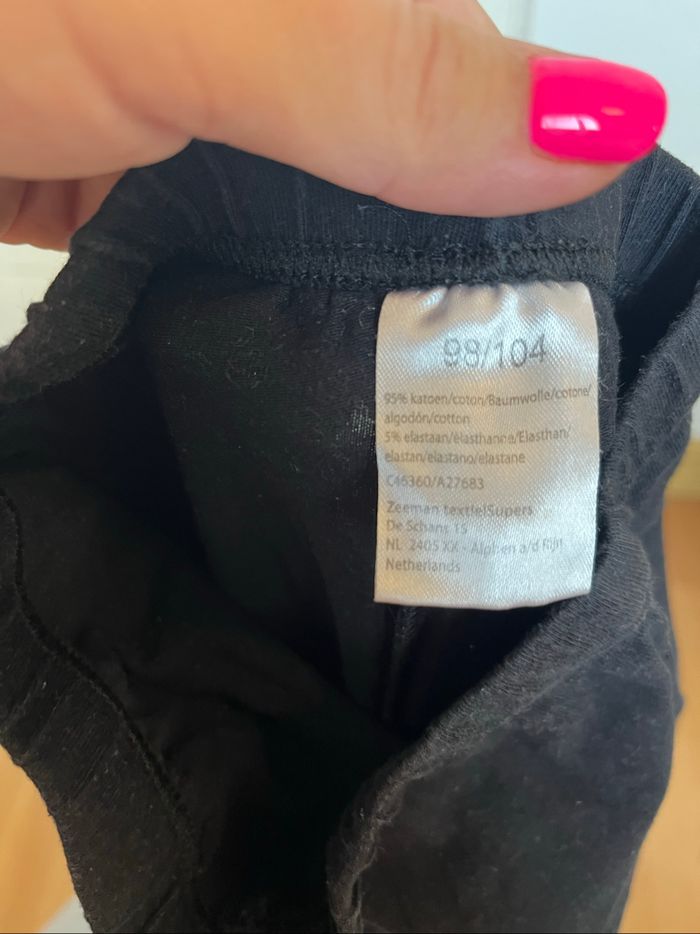 98/104
95% katoen/coton/Baumwolle/cotone/
algodón/cotton
5% elastaan/élasthanne/Elasthan/
elastan/elastano/elastane
C46360/A27683
Zeeman textielSupers
De Schans 15
NL 2405 XX - Alphen a/d Rijn
Netherlands